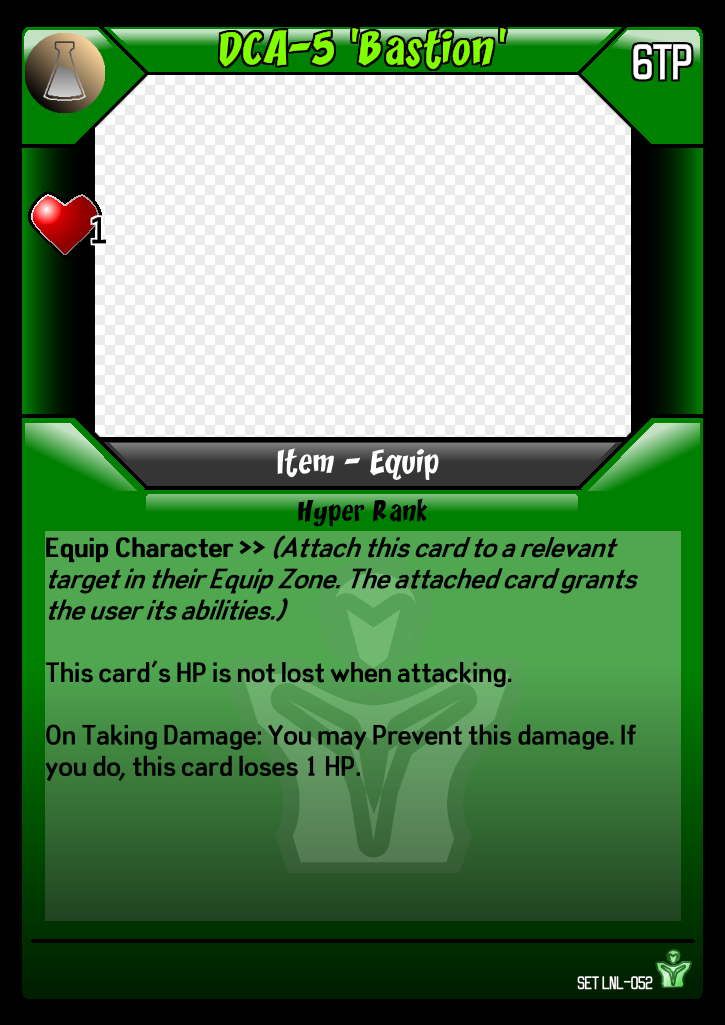 DCA-5 'Bastion'
6TP
1
Item - Equip
Hyper Rank
Equip Character >> (Attach this card to a relevant
target in their Equip Zone. The attached card grants
the user its abilities.)
This card's HP is not lost when attacking.
On Taking Damage: You may Prevent this damage. If
you do, this card loses 1 HP.
SET LNL-052